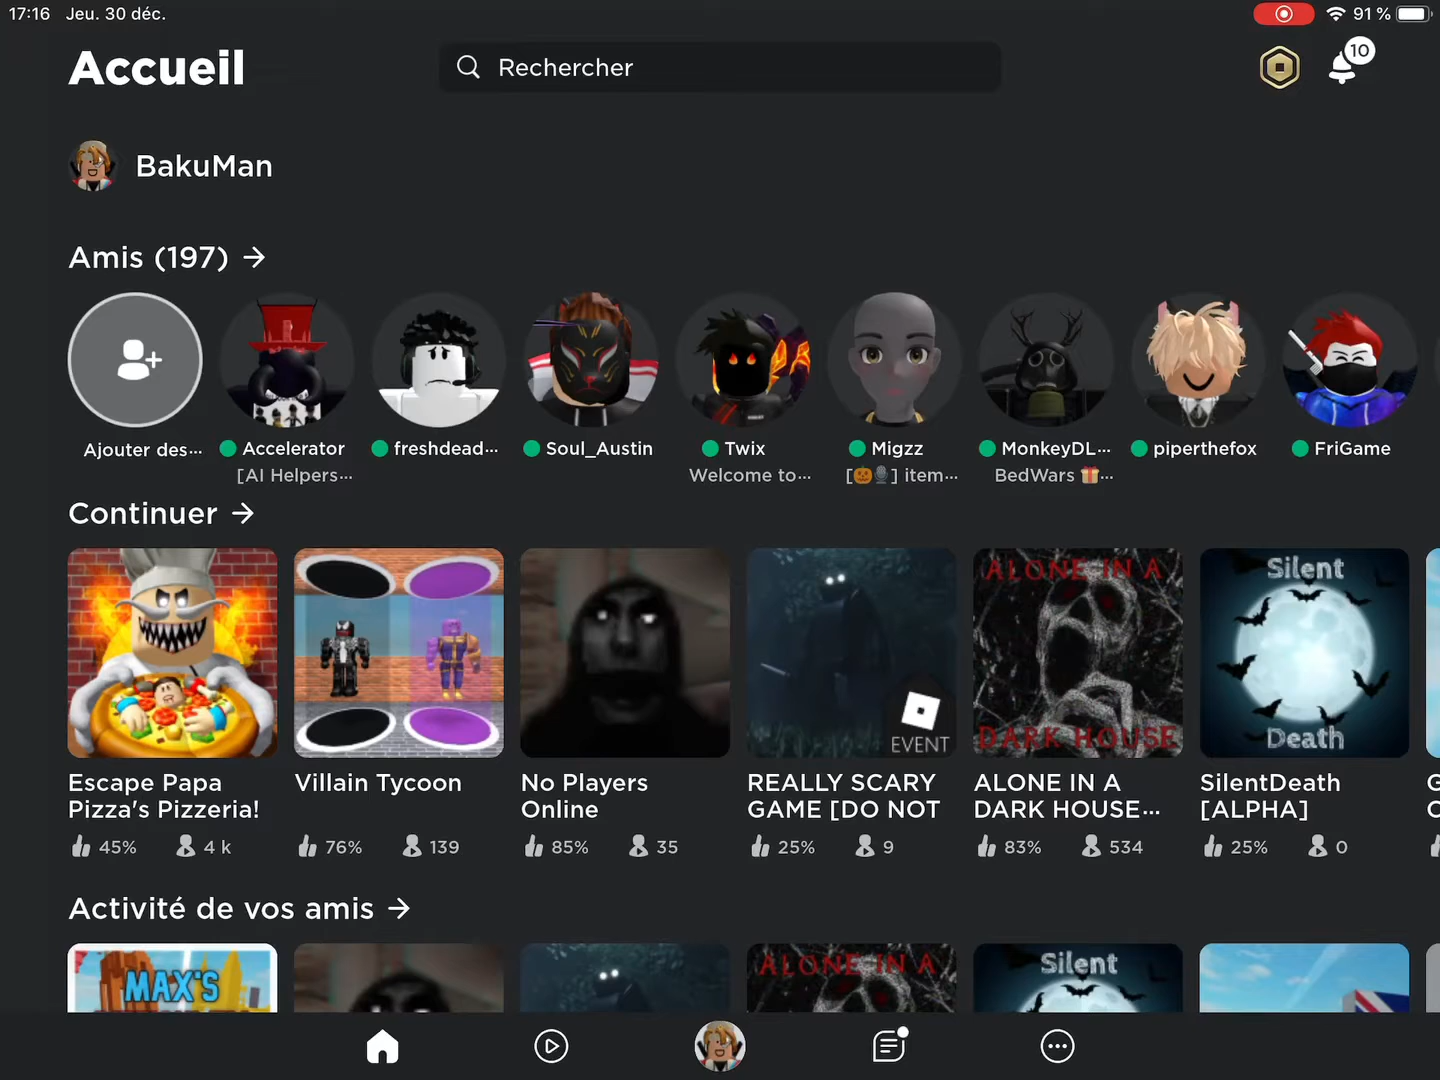 17:16 Jeu. 30 déc.
91 %
Accueil
Rechercher
10
BakuMan
Amis (197) →
Ajouter des…
Accelerator
[AI Helpers…
freshdead…
Soul_Austin
Twix
Welcome to…
Migzz
[🎃🎙️] item…
MonkeyDL…
BedWars 🎁…
piperthefox
FriGame
Continuer →
EVENT
ALONE IN A
DARK HOUSE
Silent
Death
Escape Papa
Pizza's Pizzeria!
45% 4 k
Villain Tycoon
76% 139
No Players
Online
85% 35
REALLY SCARY
GAME [DO NOT
25% 9
ALONE IN A
DARK HOUSE…
83% 534
SilentDeath
[ALPHA]
25% 0
Activité de vos amis →
MAX'S
ALONE IN A
Silent